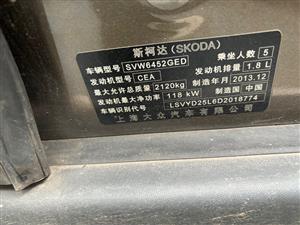 斯柯达(SKODA)
车辆型号 SVW6452GED 乘坐人数 5
发动机型号 CEA 发动机排量 1.8 L
最大允许总质量 2120kg 制造年月 2013.12
发动机最大净功率 118 kW 制造国 中国
车辆识别代号 LSVYD25L6D2018774
上海大众汽车有限公司